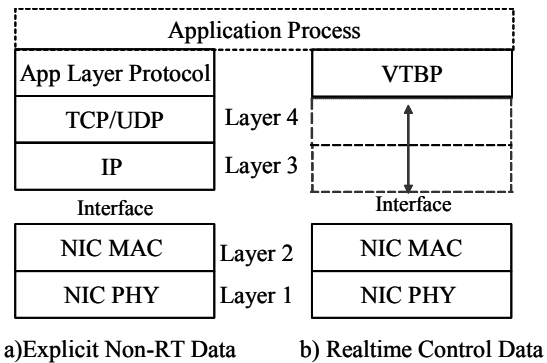 Application Process
App Layer Protocol VTBP
TCP/UDP Layer 4
IP Layer 3
Interface Interface
NIC MAC Layer 2 NIC MAC
NIC PHY Layer 1 NIC PHY
a)Explicit Non-RT Data b) Realtime Control Data